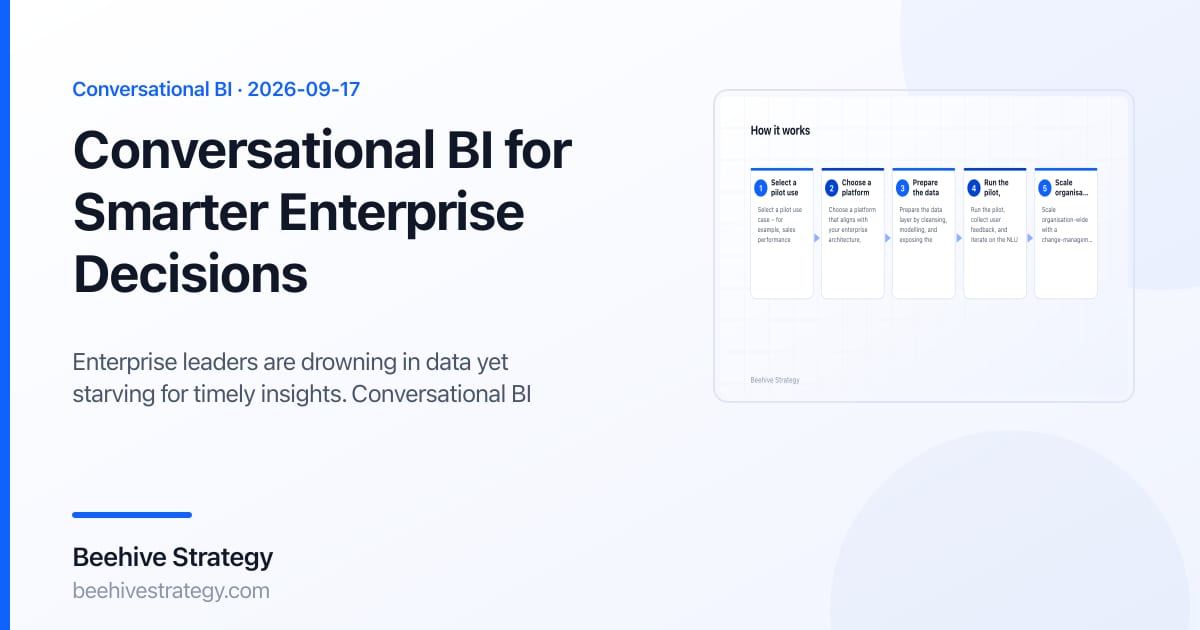 Conversational BI · 2026-09-17
Conversational BI for
Smarter Enterprise
Decisions
Enterprise leaders are drowning in data yet
starving for timely insights. Conversational BI
Beehive Strategy
beehivestrategy.com
How it works
1
Select a
pilot use
Select a pilot use
case – for
example, sales
performance
2
Choose a
platform
Choose a platform
that aligns with
your enterprise
architecture,
3
Prepare
the data
Prepare the data
layer by cleansing,
modelling, and
exposing the
4
Run the
pilot,
Run the pilot,
collect user
feedback, and
iterate on the NLU
5
Scale
organisa...
Scale
organisation-wide
with a
change-managem...
Beehive Strategy